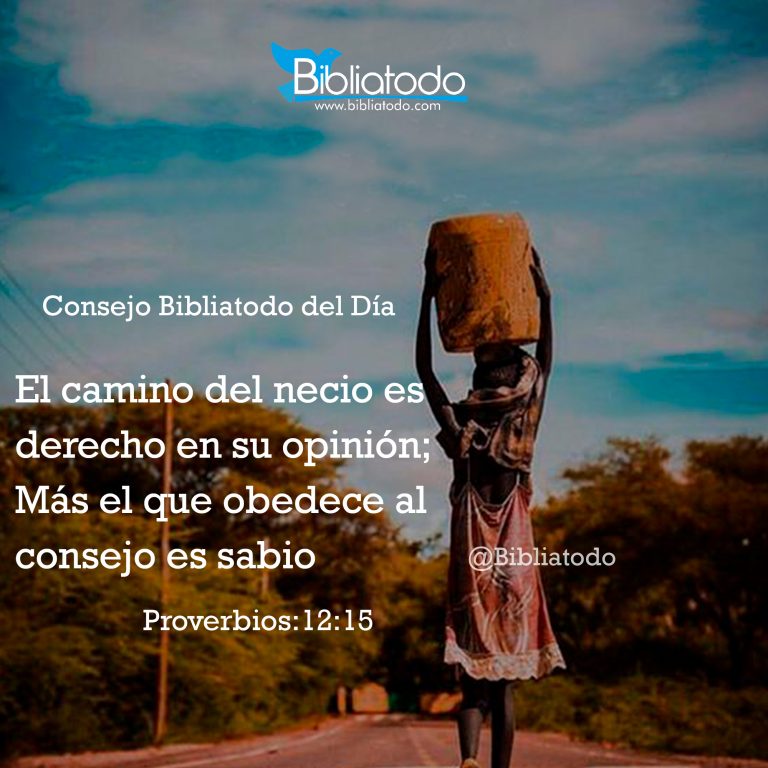 Bibliatodo
www.bibliatodo.com
Consejo Bibliatodo del Día
El camino del necio es
derecho en su opinión;
Más el que obedece al
consejo es sabio
@Bibliatodo
Proverbios:12:15